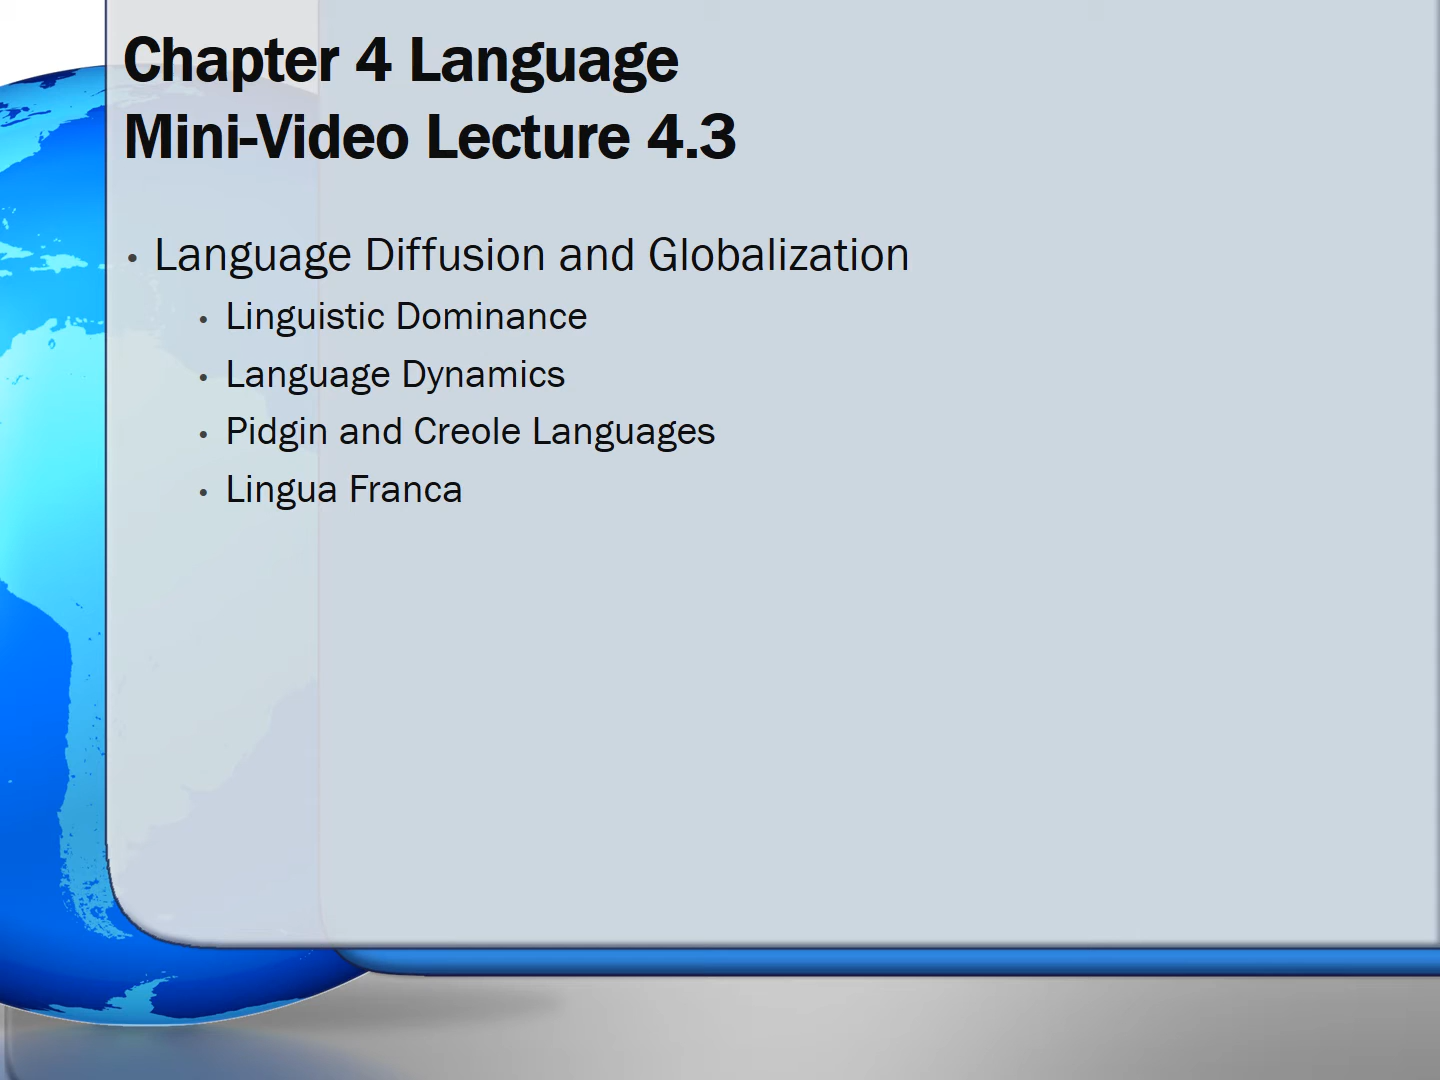 Chapter 4 Language
Mini-Video Lecture 4.3
• Language Diffusion and Globalization
• Linguistic Dominance
• Language Dynamics
• Pidgin and Creole Languages
• Lingua Franca